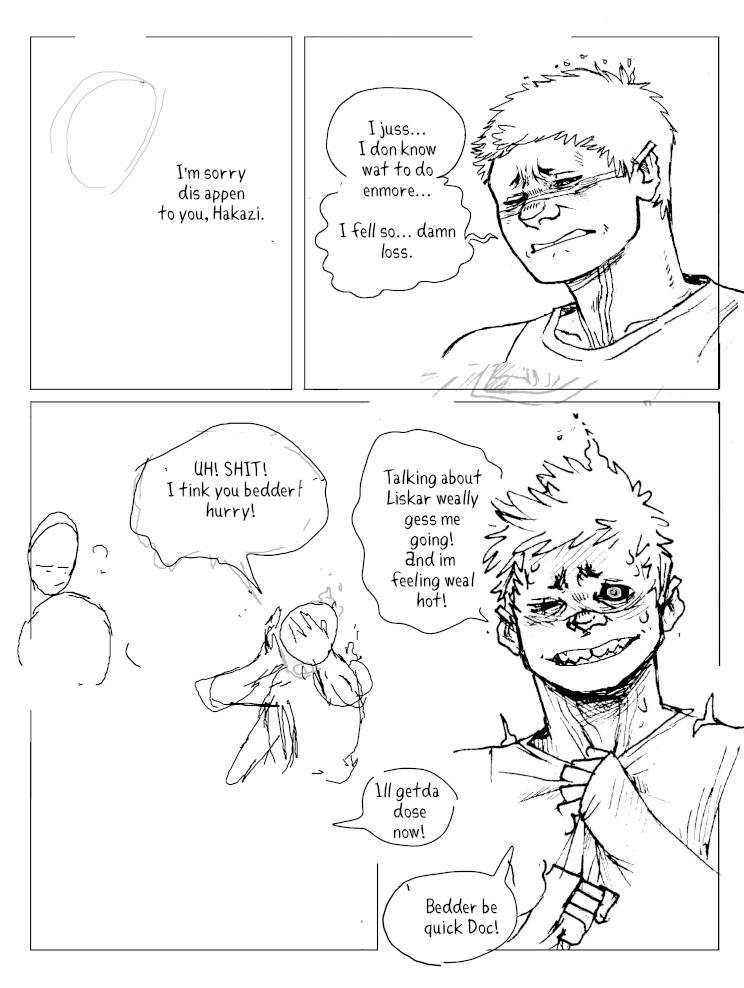 I'm sorry
dis appen
to you, Hakazi.
I juss...
I don know
wat to do
enmore...
I fell so... damn
loss.
UH! SHIT!
I tink you bedder
hurry!
Talking about
Liskar weally
gess me
going!
and im
feeling weal
hot!
Ill getda
dose
now!
Bedder be
quick Doc!